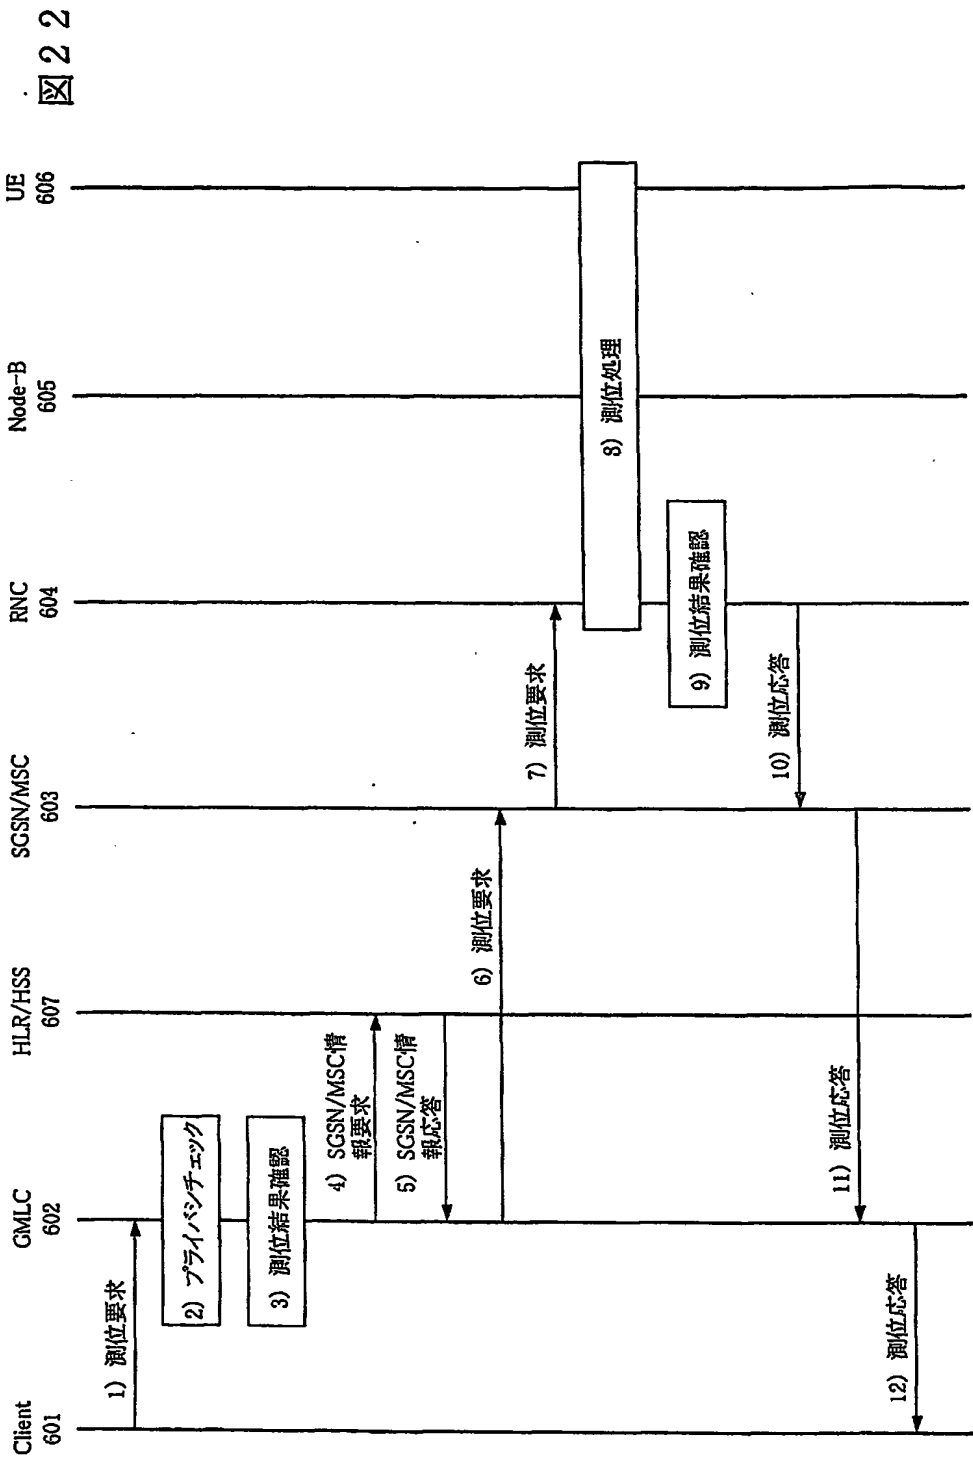 図22
Client
601
GMLC
602
HLR/HSS
607
SGSN/MSC
603
RNC
604
Node-B
605
UE
606
1) 測位要求
2) プライバシチェック
3) 測位結果確認
4) SGSN/MSC情
報要求
5) SGSN/MSC情
報応答
6) 測位要求
7) 測位要求
8) 測位処理
9) 測位結果確認
10) 測位応答
11) 測位応答
12) 測位応答